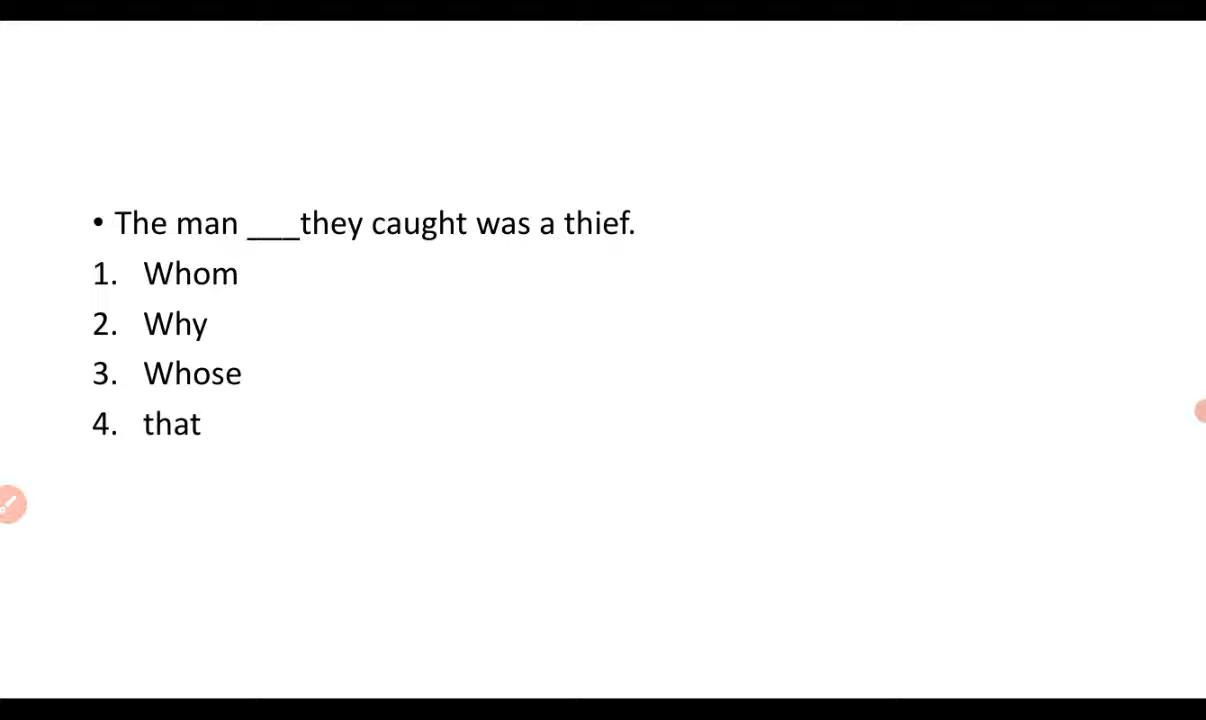 • The man ___they caught was a thief.
1. Whom
2. Why
3. Whose
4. that